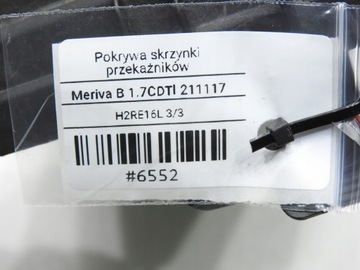 Pokrywa skrzynki
przekaźników
Meriva B 1.7CDTI 211117
H2RE16L 3/3
#6552